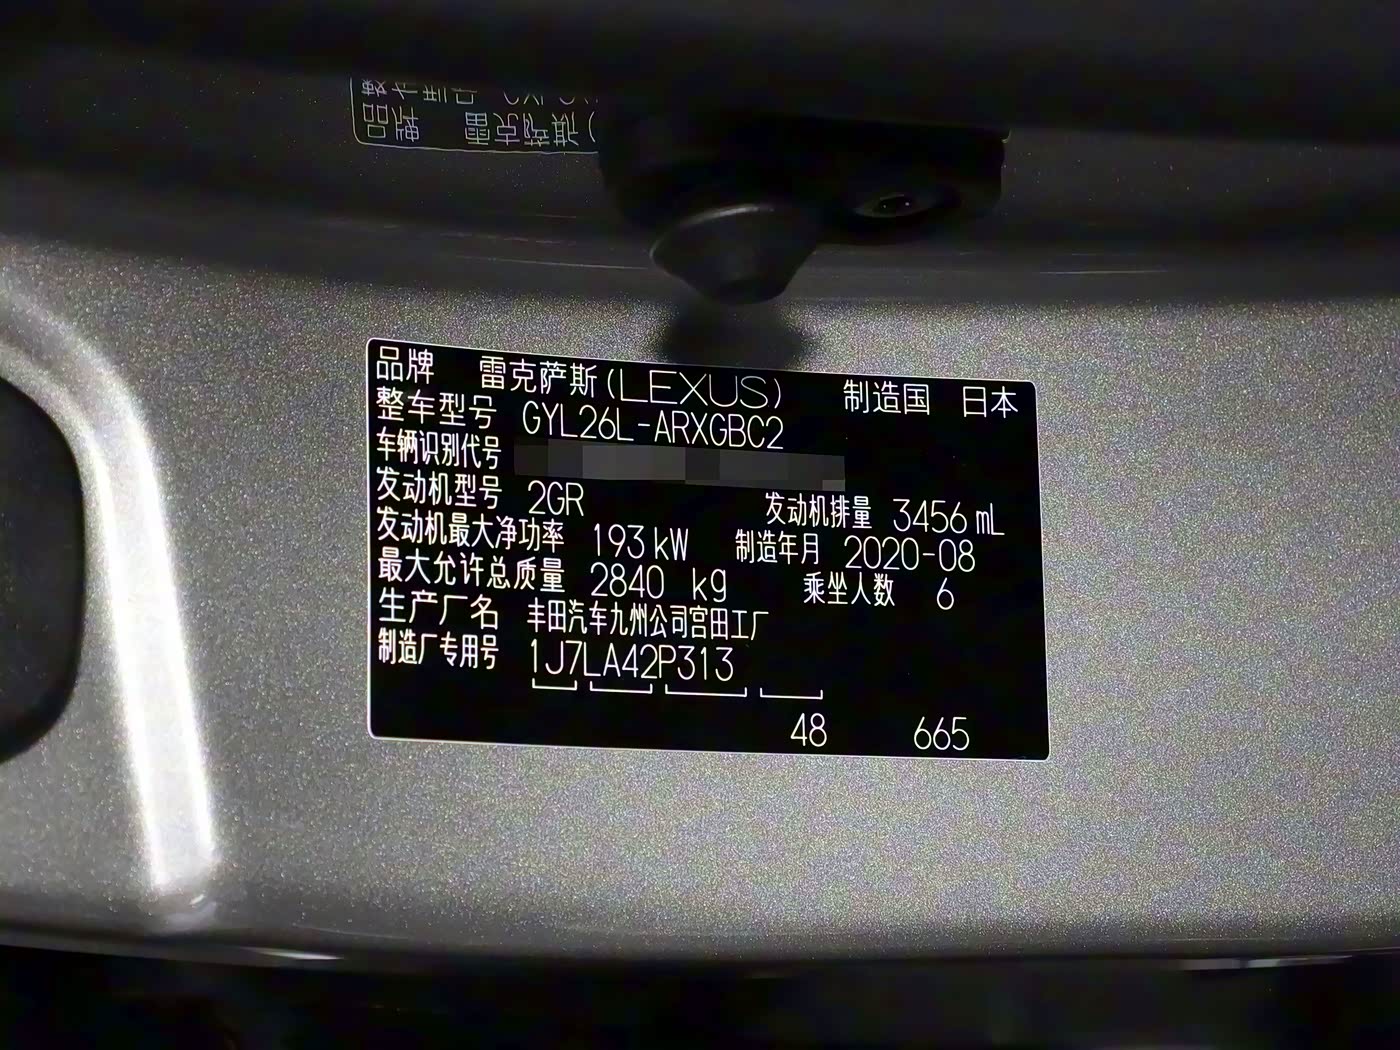 品牌 雷克萨斯(LEXUS) 制造国 日本
整车型号 GYL26L-ARXGBC2
车辆识别代号
发动机型号 2GR 发动机排量 3456 mL
发动机最大净功率 193 kW 制造年月 2020-08
最大允许总质量 2840 kg 乘坐人数 6
生产厂名 丰田汽车九州公司宫田工厂
制造厂专用号 1J7LA42P313
48 665